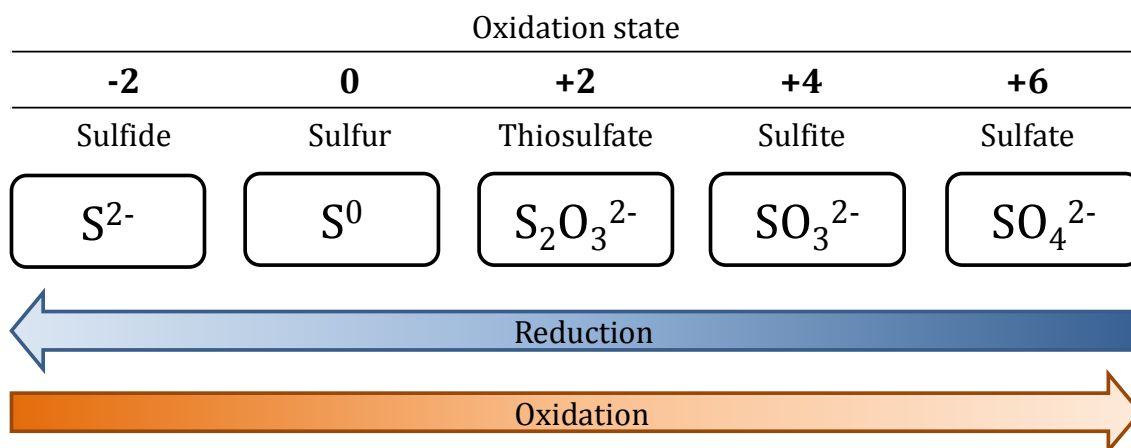 Oxidation state
-2 0 +2 +4 +6
Sulfide Sulfur Thiosulfate Sulfite Sulfate
S²⁻ S⁰ S₂O₃²⁻ SO₃²⁻ SO₄²⁻
Reduction
Oxidation